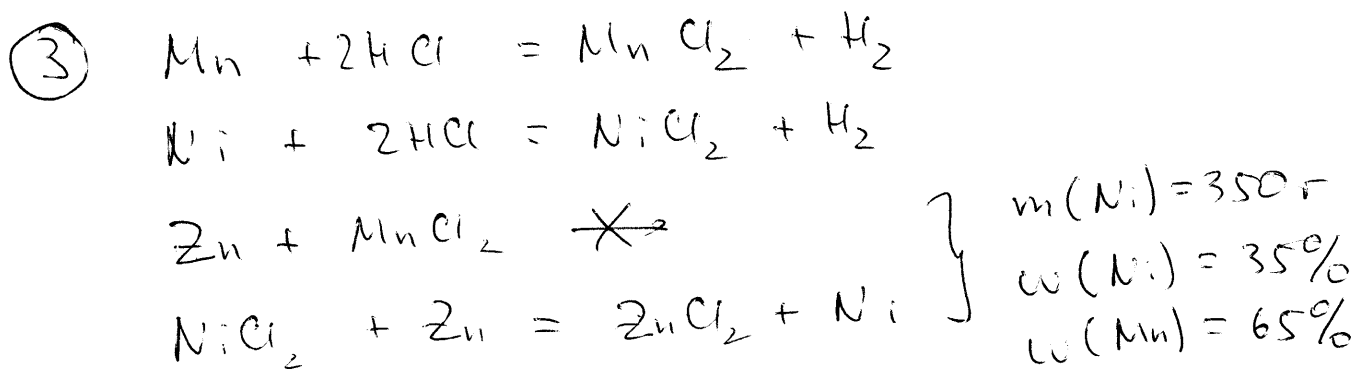 ③ Mn + 2HCl = MnCl₂ + H₂
Ni + 2HCl = NiCl₂ + H₂
Zn + MnCl₂ ↛
NiCl₂ + Zn = ZnCl₂ + Ni
m(Ni) = 350 г
ω(Ni) = 35%
ω(Mn) = 65%